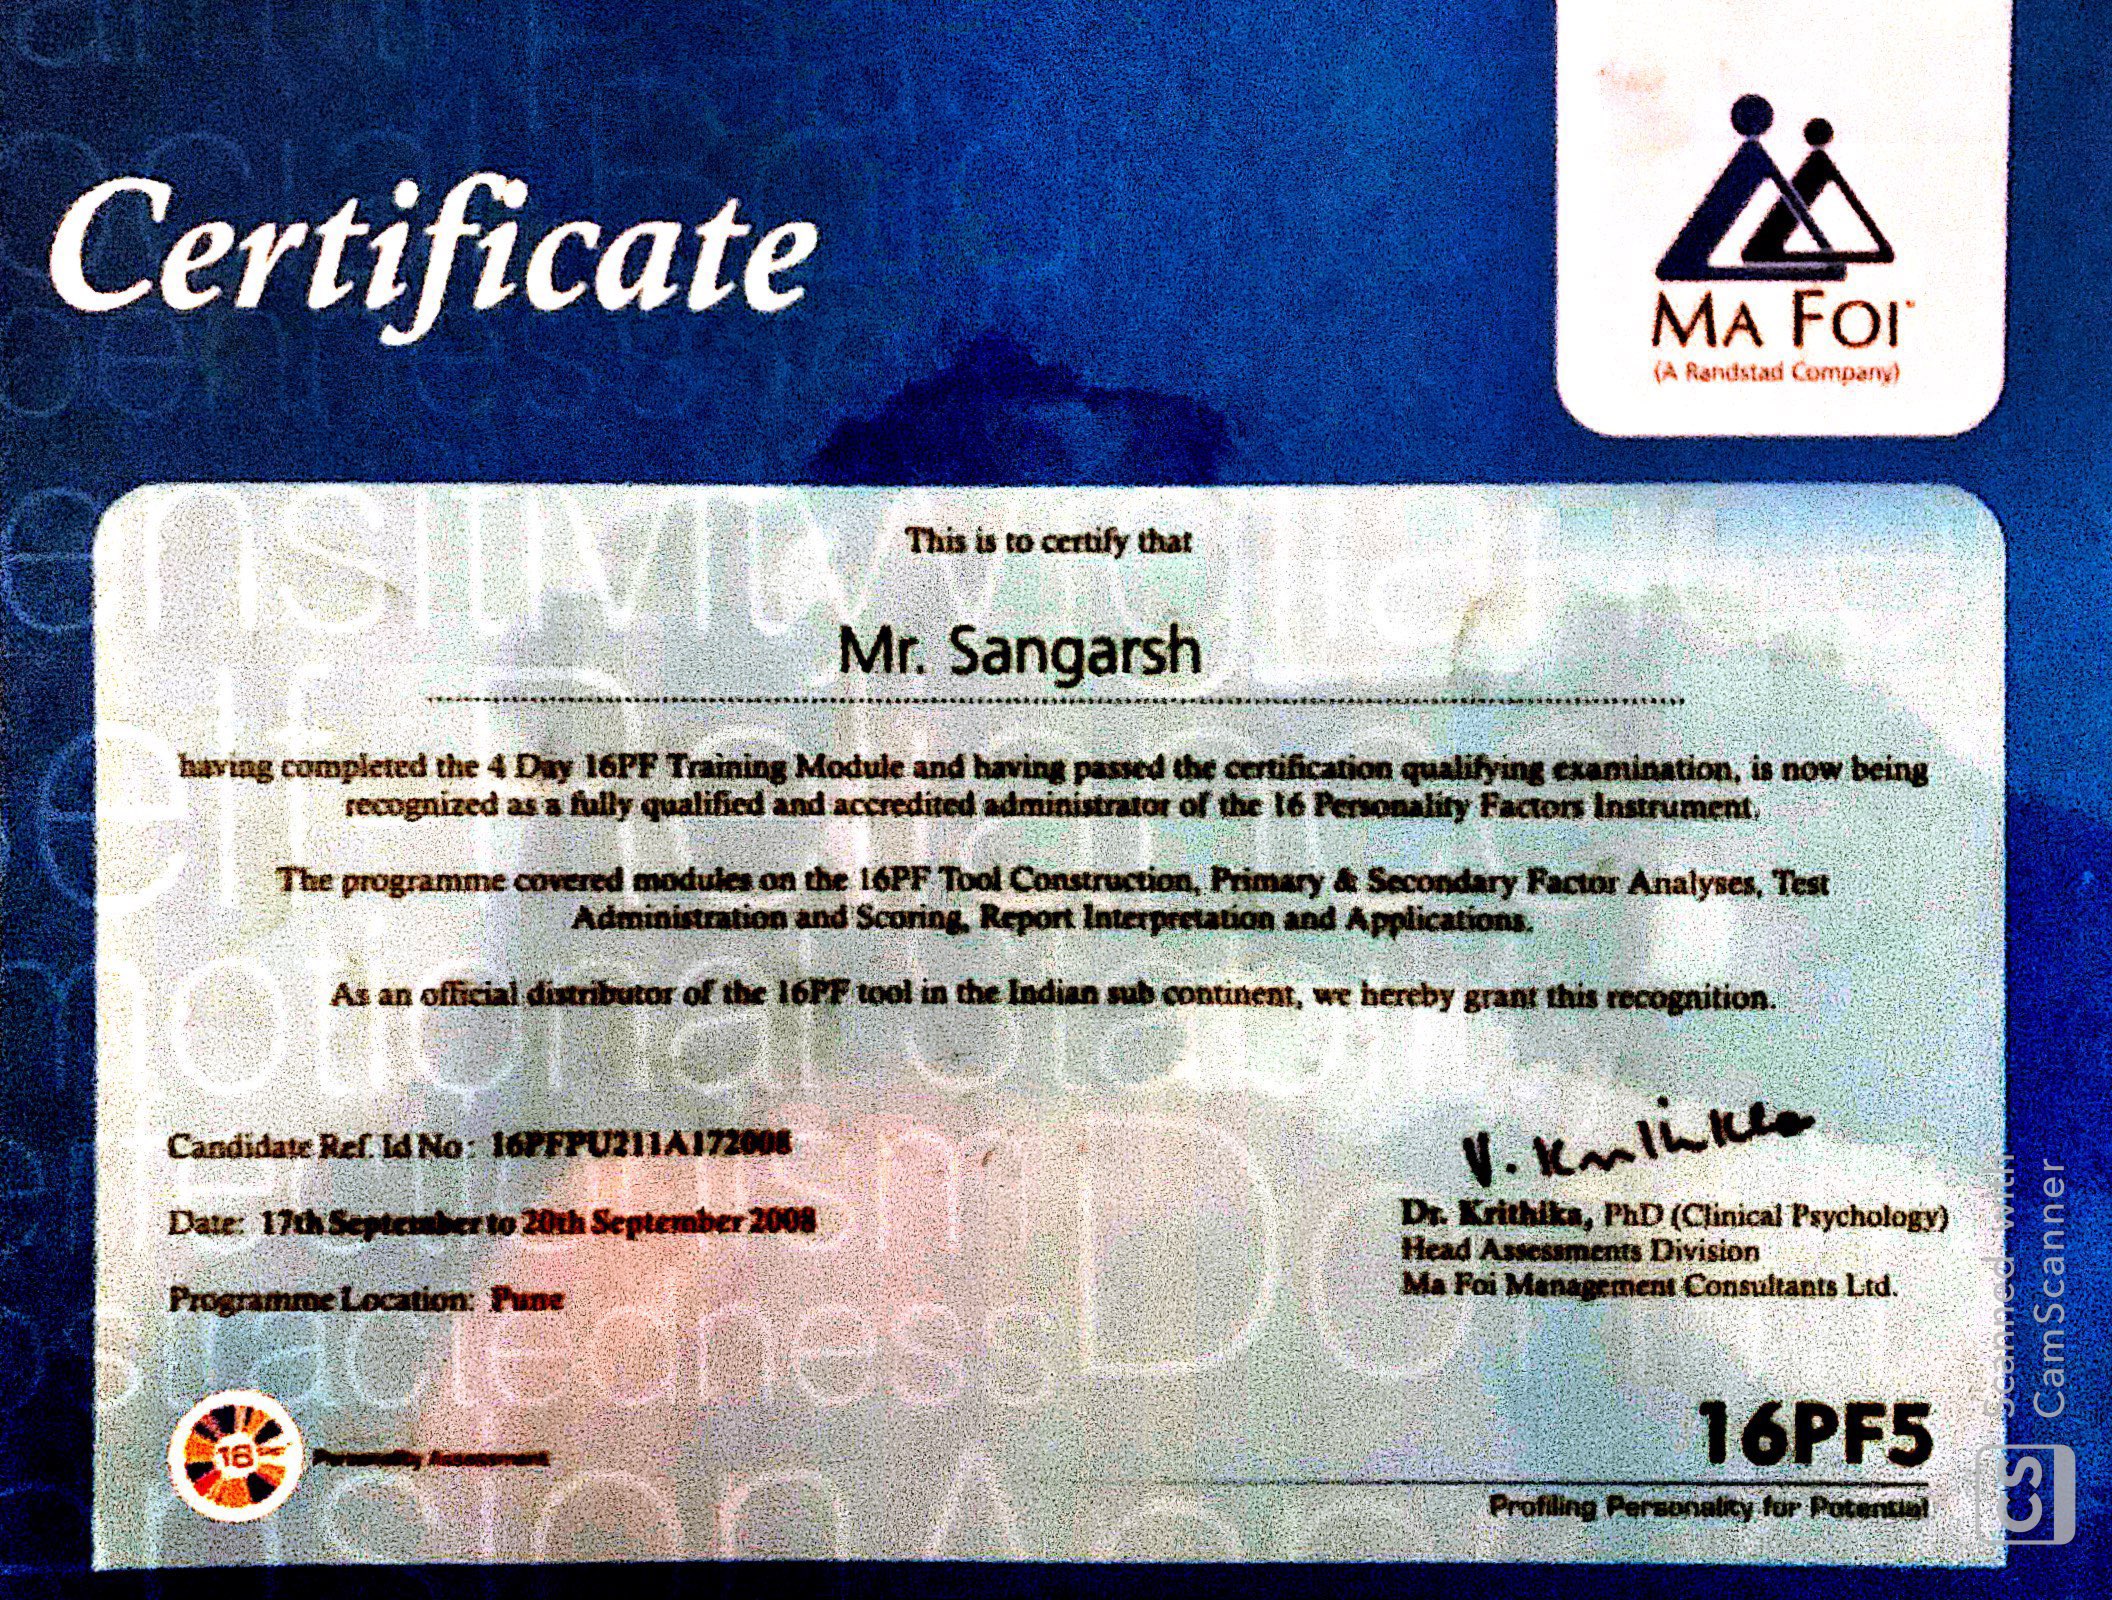 Certificate
MA FOI
(A Randstad Company)
This is to certify that
Mr. Sangarsh
having completed the 4 Day 16PF Training Module and having passed the certification qualifying examination, is now being
recognized as a fully qualified and accredited administrator of the 16 Personality Factors Instrument.
The programme covered modules on the 16PF Tool Construction, Primary & Secondary Factor Analyses, Test
Administration and Scoring, Report Interpretation and Applications.
As an official distributor of the 16PF tool in the Indian sub continent, we hereby grant this recognition.
Candidate Ref. Id No: 16PFPU211A172008
Date: 17th September to 20th September 2008
Programme Location: Pune
V. Krithika
Dr. Krithika, PhD (Clinical Psychology)
Head Assessments Division
Ma Foi Management Consultants Ltd.
16
Personality Assessment
16PF5
Profiling Personality for Potential
Scanned with
CamScanner
CS